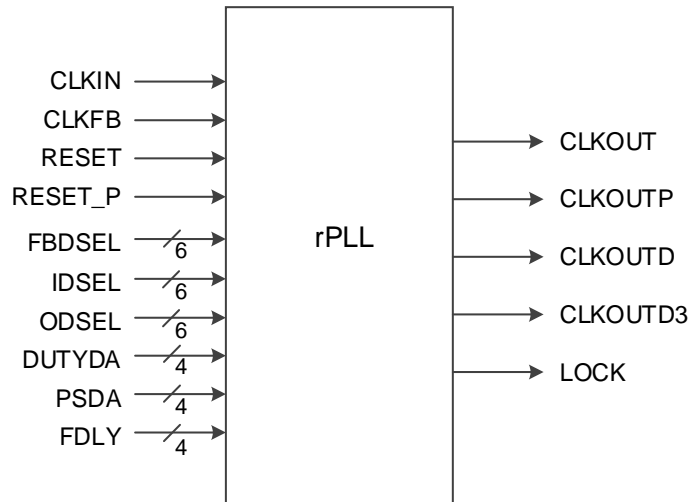 CLKIN
CLKFB
RESET
RESET_P
FBDSEL
6
IDSEL
6
ODSEL
6
DUTYDA
4
PSDA
4
FDLY
4
rPLL
CLKOUT
CLKOUTP
CLKOUTD
CLKOUTD3
LOCK